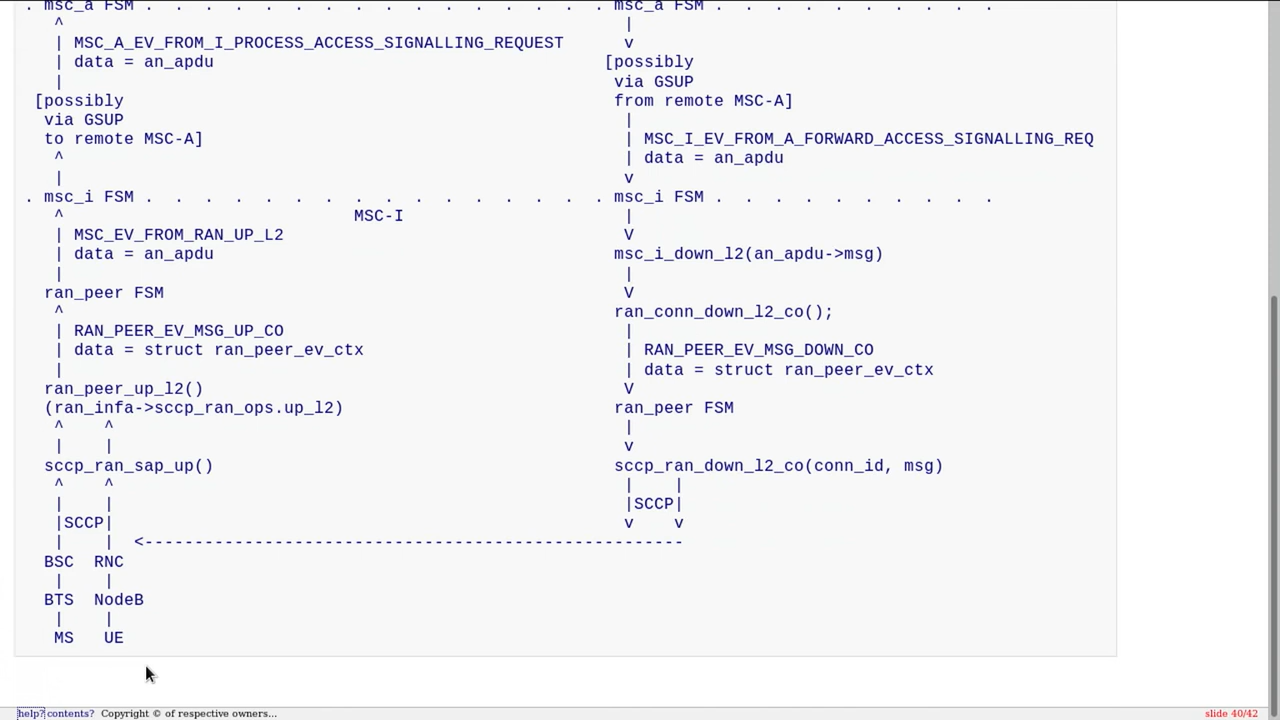 . msc_a FSM . . . . . . . . . . . . . . . . msc_a FSM . . . . . . . . . .
   ^                                                         |
   | MSC_A_EV_FROM_I_PROCESS_ACCESS_SIGNALLING_REQUEST       v
   | data = an_apdu                                        [possibly
   |                                                        via GSUP
 [possibly                                                  from remote MSC-A]
  via GSUP                                                   |
  to remote MSC-A]                                           | MSC_I_EV_FROM_A_FORWARD_ACCESS_SIGNALLING_REQ
   ^                                                         | data = an_apdu
   |                                                         v
. msc_i FSM . . . . . . . . . . . . . . . . msc_i FSM . . . . . . . . . .
   ^                             MSC-I                       |
   | MSC_EV_FROM_RAN_UP_L2                                   V
   | data = an_apdu                                         msc_i_down_l2(an_apdu->msg)
   |                                                         |
  ran_peer FSM                                               V
   ^                                                        ran_conn_down_l2_co();
   | RAN_PEER_EV_MSG_UP_CO                                   |
   | data = struct ran_peer_ev_ctx                           | RAN_PEER_EV_MSG_DOWN_CO
   |                                                         | data = struct ran_peer_ev_ctx
  ran_peer_up_l2()                                           V
  (ran_infa->sccp_ran_ops.up_l2)                            ran_peer FSM
   ^    ^                                                    |
   |    |                                                    v
  sccp_ran_sap_up()                                         sccp_ran_down_l2_co(conn_id, msg)
   ^    ^                                                    |    |
   |    |                                                    |SCCP|
   |SCCP|                                                    v    v
   |    |  <------------------------------------------------------
  BSC  RNC
   |    |
  BTS  NodeB
   |    |
   MS   UE
help? contents? Copyright © of respective owners... slide 40/42